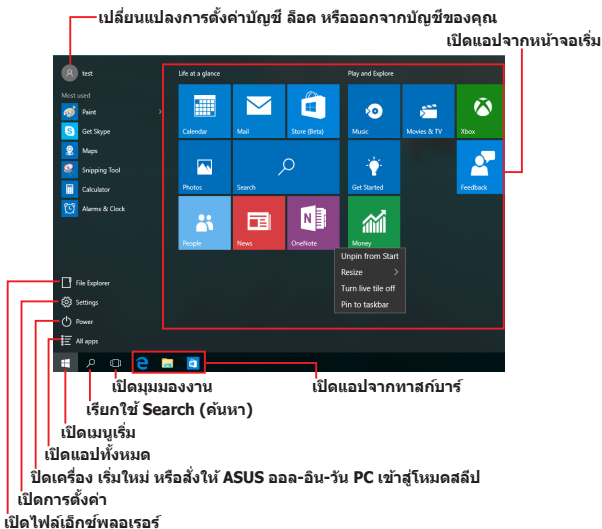 เปลี่ยนแปลงการตั้งค่าบัญชี ล็อค หรือออกจากบัญชีของคุณ
เปิดแอปจากหน้าจอเริ่ม
test
Life at a glance
Play and Explore
Most used
Paint
Get Skype
Maps
Snipping Tool
Calculator
Alarms & Clock
Calendar
Mail
Store (Beta)
Music
Movies & TV
Xbox
Photos
Search
Get Started
Feedback
People
News
OneNote
Money
Unpin from Start
Resize
Turn live tile off
Pin to taskbar
File Explorer
Settings
Power
All apps
เปิดมุมมองงาน
เปิดแอปจากทาสก์บาร์
เรียกใช้ Search (ค้นหา)
เปิดเมนูเริ่ม
เปิดแอปทั้งหมด
ปิดเครื่อง เริ่มใหม่ หรือสั่งให้ ASUS ออล-อิน-วัน PC เข้าสู่โหมดสลีป
เปิดการตั้งค่า
เปิดไฟล์เอ็กซ์พลอเรอร์